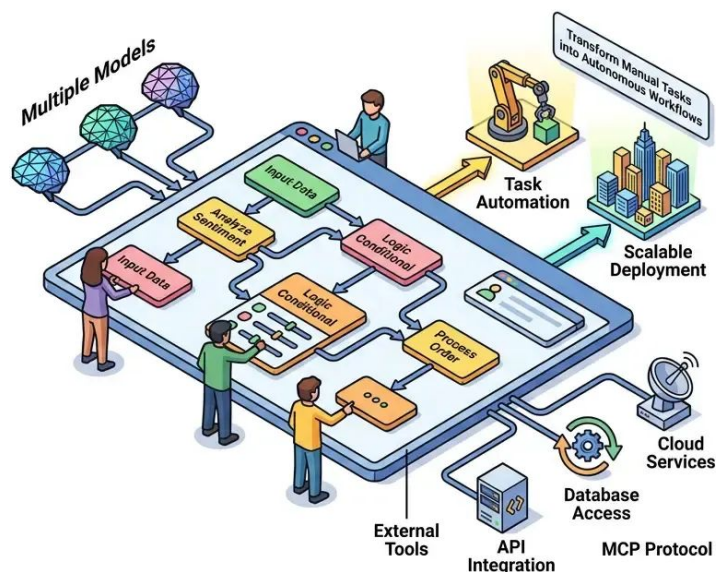 Multiple Models
Transform Manual Tasks
into Autonomous Workflows
Task
Automation
Scalable
Deployment
Input-Data
Analyze
Sentiment
Logic
Conditional
Input Data
Logic
Conditional
Process
Order
Cloud
Services
Database
Access
External
Tools
API
Integration
MCP Protocol